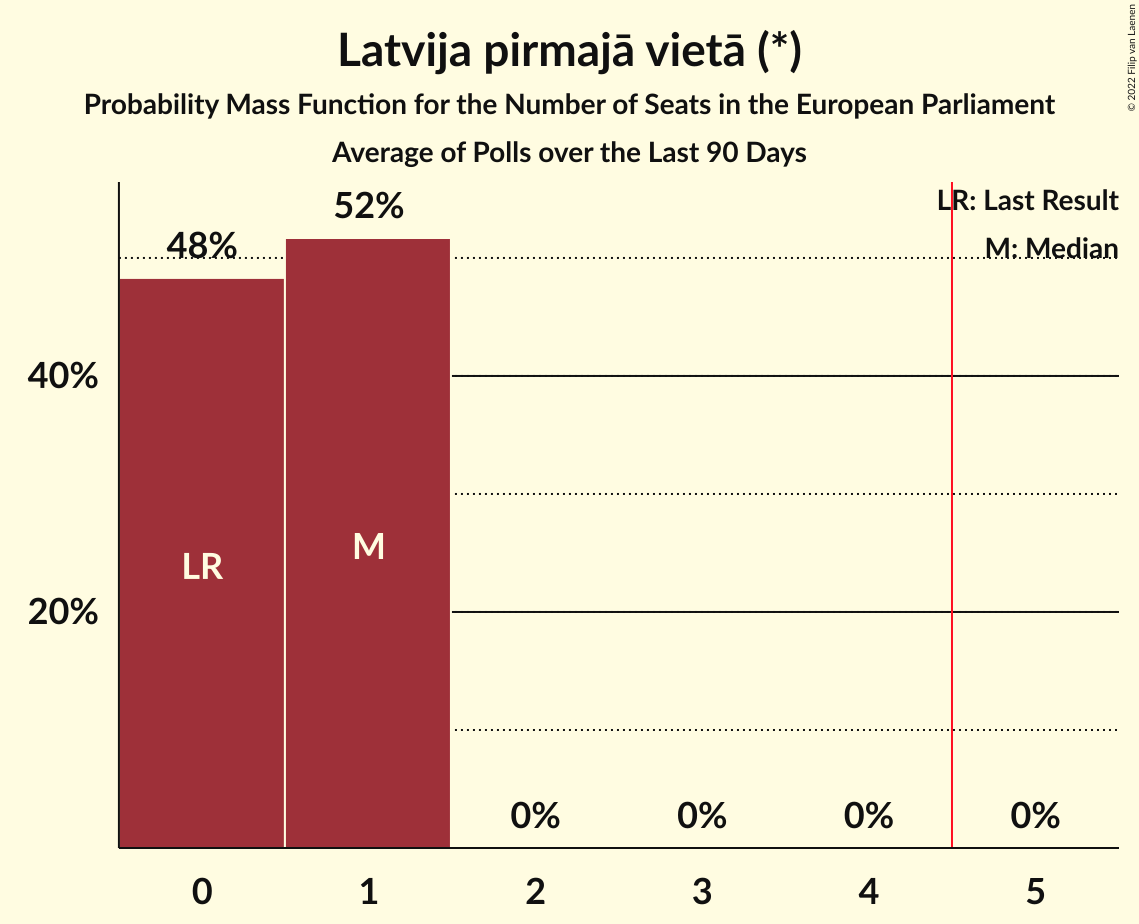 Latvija pirmajā vietā (*)
Probability Mass Function for the Number of Seats in the European Parliament
Average of Polls over the Last 90 Days
© 2022 Filip van Laenen
LR: Last Result
M: Median
48%
52%
40%
20%
LR
M
0%
0%
0%
0%
0
1
2
3
4
5